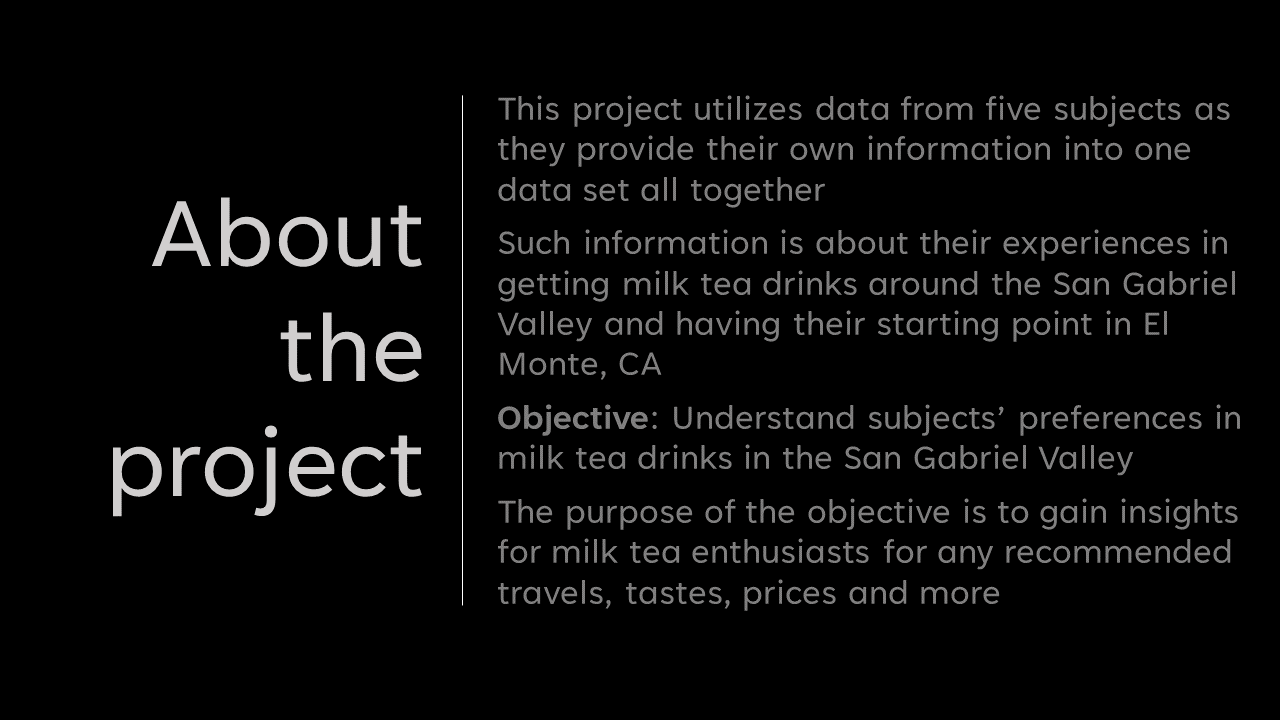 About
the
project
This project utilizes data from five subjects as
they provide their own information into one
data set all together
Such information is about their experiences in
getting milk tea drinks around the San Gabriel
Valley and having their starting point in El
Monte, CA
Objective: Understand subjects’ preferences in
milk tea drinks in the San Gabriel Valley
The purpose of the objective is to gain insights
for milk tea enthusiasts for any recommended
travels, tastes, prices and more